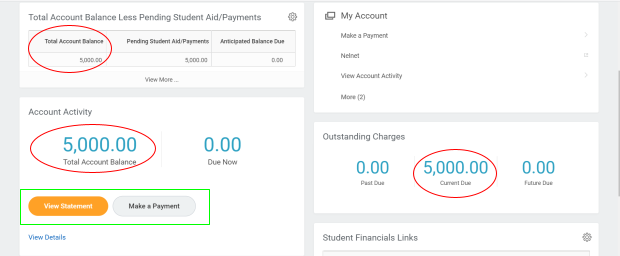 Total Account Balance Less Pending Student Aid/Payments
Total Account Balance Pending Student Aid/Payments Anticipated Balance Due
5,000.00 5,000.00 0.00
View More ...
Account Activity
5,000.00 0.00
Total Account Balance Due Now
View Statement Make a Payment
View Details
My Account
Make a Payment
Nelnet
View Account Activity
More (2)
Outstanding Charges
0.00 5,000.00 0.00
Past Due Current Due Future Due
Student Financials Links